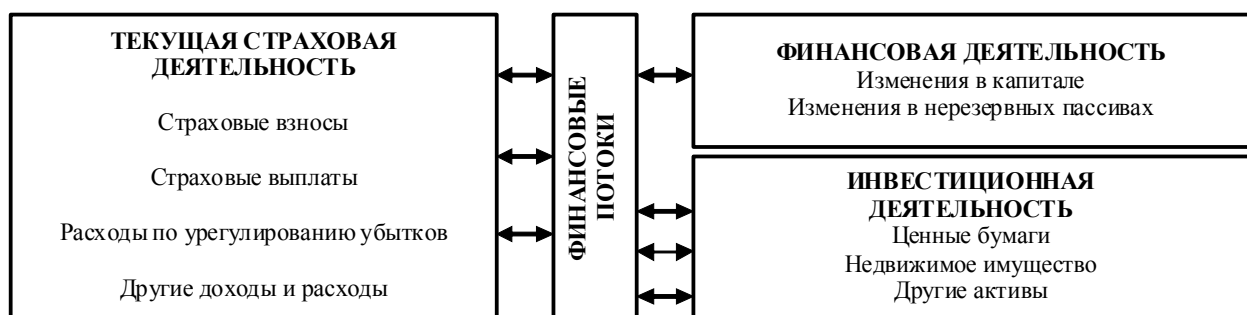 ТЕКУЩАЯ СТРАХОВАЯ
ДЕЯТЕЛЬНОСТЬ
Страховые взносы
Страховые выплаты
Расходы по урегулированию убытков
Другие доходы и расходы
ФИНАНСОВЫЕ
ПОТОКИ
ФИНАНСОВАЯ ДЕЯТЕЛЬНОСТЬ
Изменения в капитале
Изменения в нерезервных пассивах
ИНВЕСТИЦИОННАЯ
ДЕЯТЕЛЬНОСТЬ
Ценные бумаги
Недвижимое имущество
Другие активы